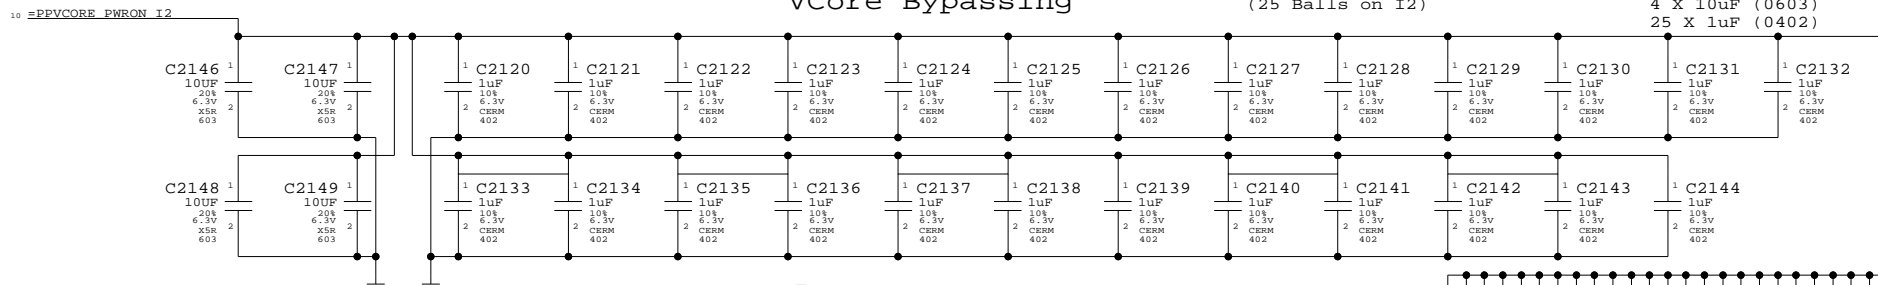 VCore Bypassing
(25 Balls on I2)
4 X 10uF (0603)
25 X 1uF (0402)
10 =PPVCORE_PWRON_I2
1 C2146
10UF
20%
6.3V
X5R
603
2
1 C2147
10UF
20%
6.3V
X5R
603
2
1 C2120
1uF
10%
6.3V
CERM
402
2
1 C2121
1uF
10%
6.3V
CERM
402
2
1 C2122
1uF
10%
6.3V
CERM
402
2
1 C2123
1uF
10%
6.3V
CERM
402
2
1 C2124
1uF
10%
6.3V
CERM
402
2
1 C2125
1uF
10%
6.3V
CERM
402
2
1 C2126
1uF
10%
6.3V
CERM
402
2
1 C2127
1uF
10%
6.3V
CERM
402
2
1 C2128
1uF
10%
6.3V
CERM
402
2
1 C2129
1uF
10%
6.3V
CERM
402
2
1 C2130
1uF
10%
6.3V
CERM
402
2
1 C2131
1uF
10%
6.3V
CERM
402
2
1 C2132
1uF
10%
6.3V
CERM
402
2
C2148 1
10UF
20%
6.3V
X5R
603
2
C2149 1
10UF
20%
6.3V
X5R
603
2
1 C2133
1uF
10%
6.3V
CERM
402
2
1 C2134
1uF
10%
6.3V
CERM
402
2
1 C2135
1uF
10%
6.3V
CERM
402
2
1 C2136
1uF
10%
6.3V
CERM
402
2
1 C2137
1uF
10%
6.3V
CERM
402
2
1 C2138
1uF
10%
6.3V
CERM
402
2
1 C2139
1uF
10%
6.3V
CERM
402
2
1 C2140
1uF
10%
6.3V
CERM
402
2
1 C2141
1uF
10%
6.3V
CERM
402
2
1 C2142
1uF
10%
6.3V
CERM
402
2
1 C2143
1uF
10%
6.3V
CERM
402
2
1 C2144
1uF
10%
6.3V
CERM
402
2